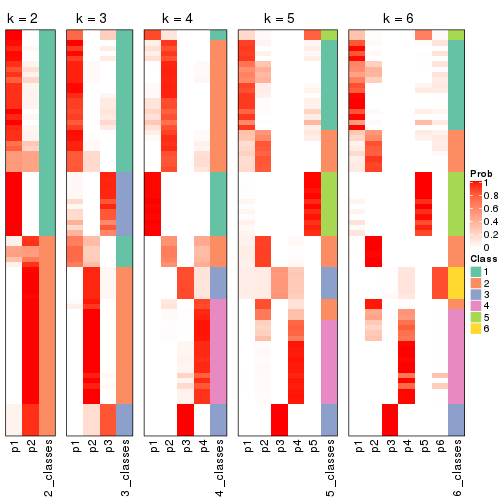 k = 2
k = 3
k = 4
k = 5
k = 6
Prob
1
0.8
0.6
0.4
0.2
0
Class
1
2
3
4
5
6
p1
p2
2_classes
p1
p2
p3
3_classes
p1
p2
p3
p4
4_classes
p1
p2
p3
p4
p5
5_classes
p1
p2
p3
p4
p5
p6
6_classes